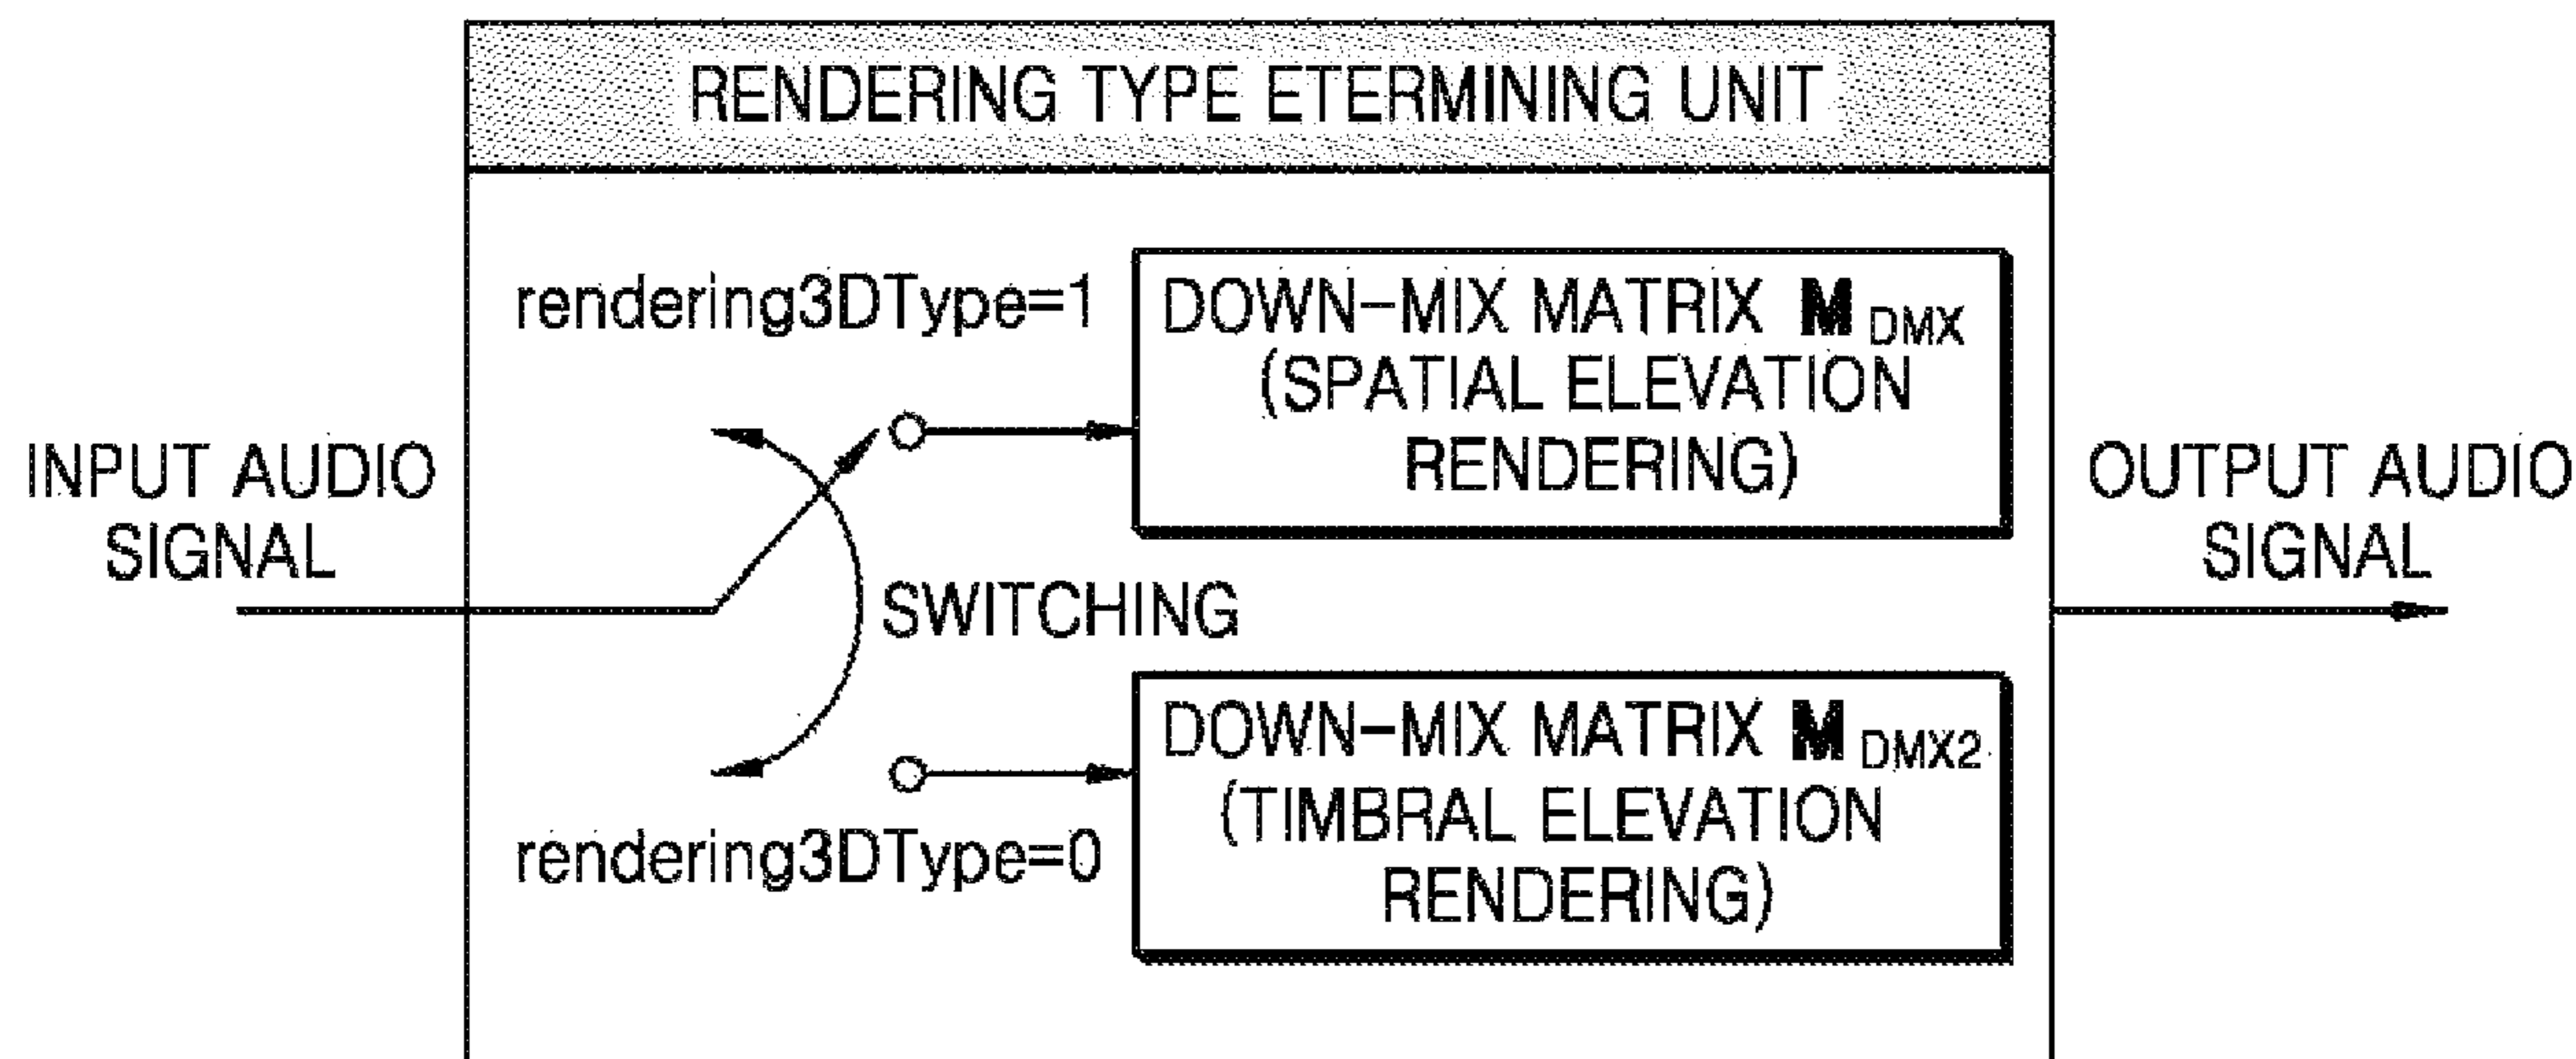 RENDERING TYPE ETERMINING UNIT
rendering3DType=1
DOWN-MIX MATRIX M DMX
(SPATIAL ELEVATION
RENDERING)
INPUT AUDIO
SIGNAL
SWITCHING
OUTPUT AUDIO
SIGNAL
rendering3DType=0
DOWN-MIX MATRIX M DMX2
(TIMBRAL ELEVATION
RENDERING)